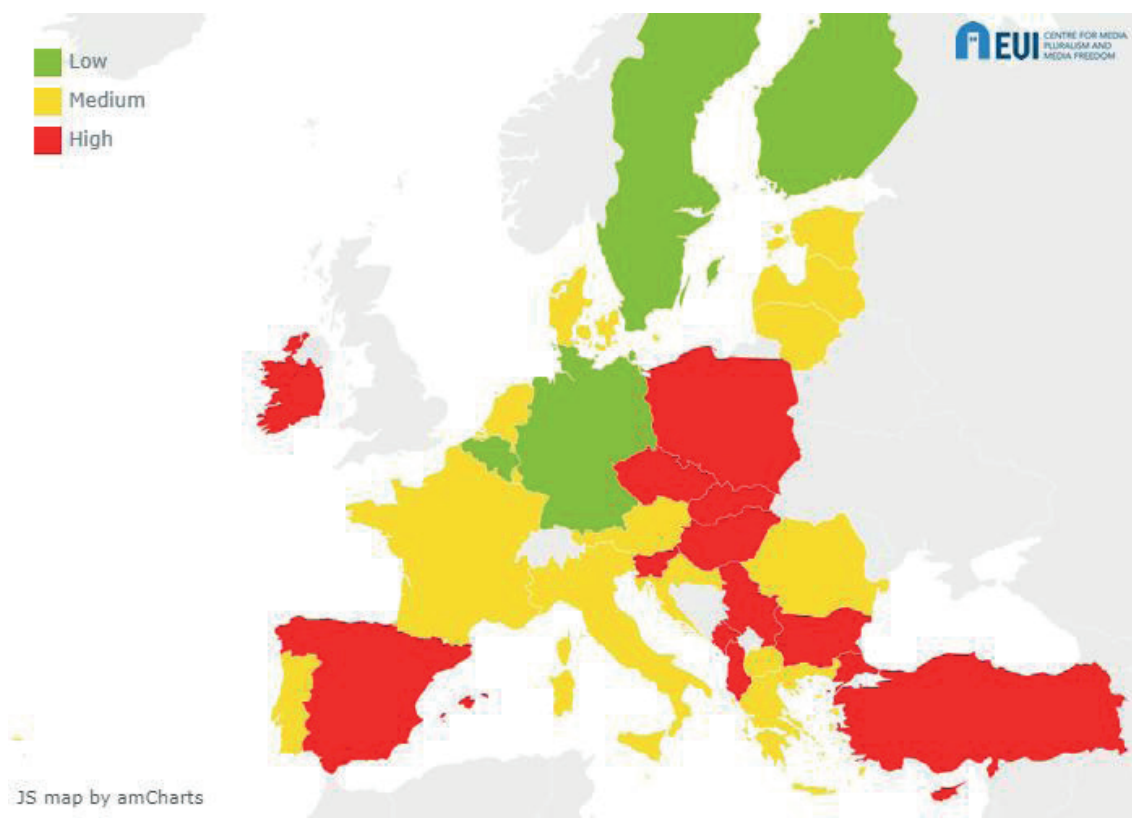 Low
Medium
High
EUI
CENTRE FOR MEDIA
PLURALISM AND
MEDIA FREEDOM
JS map by amCharts